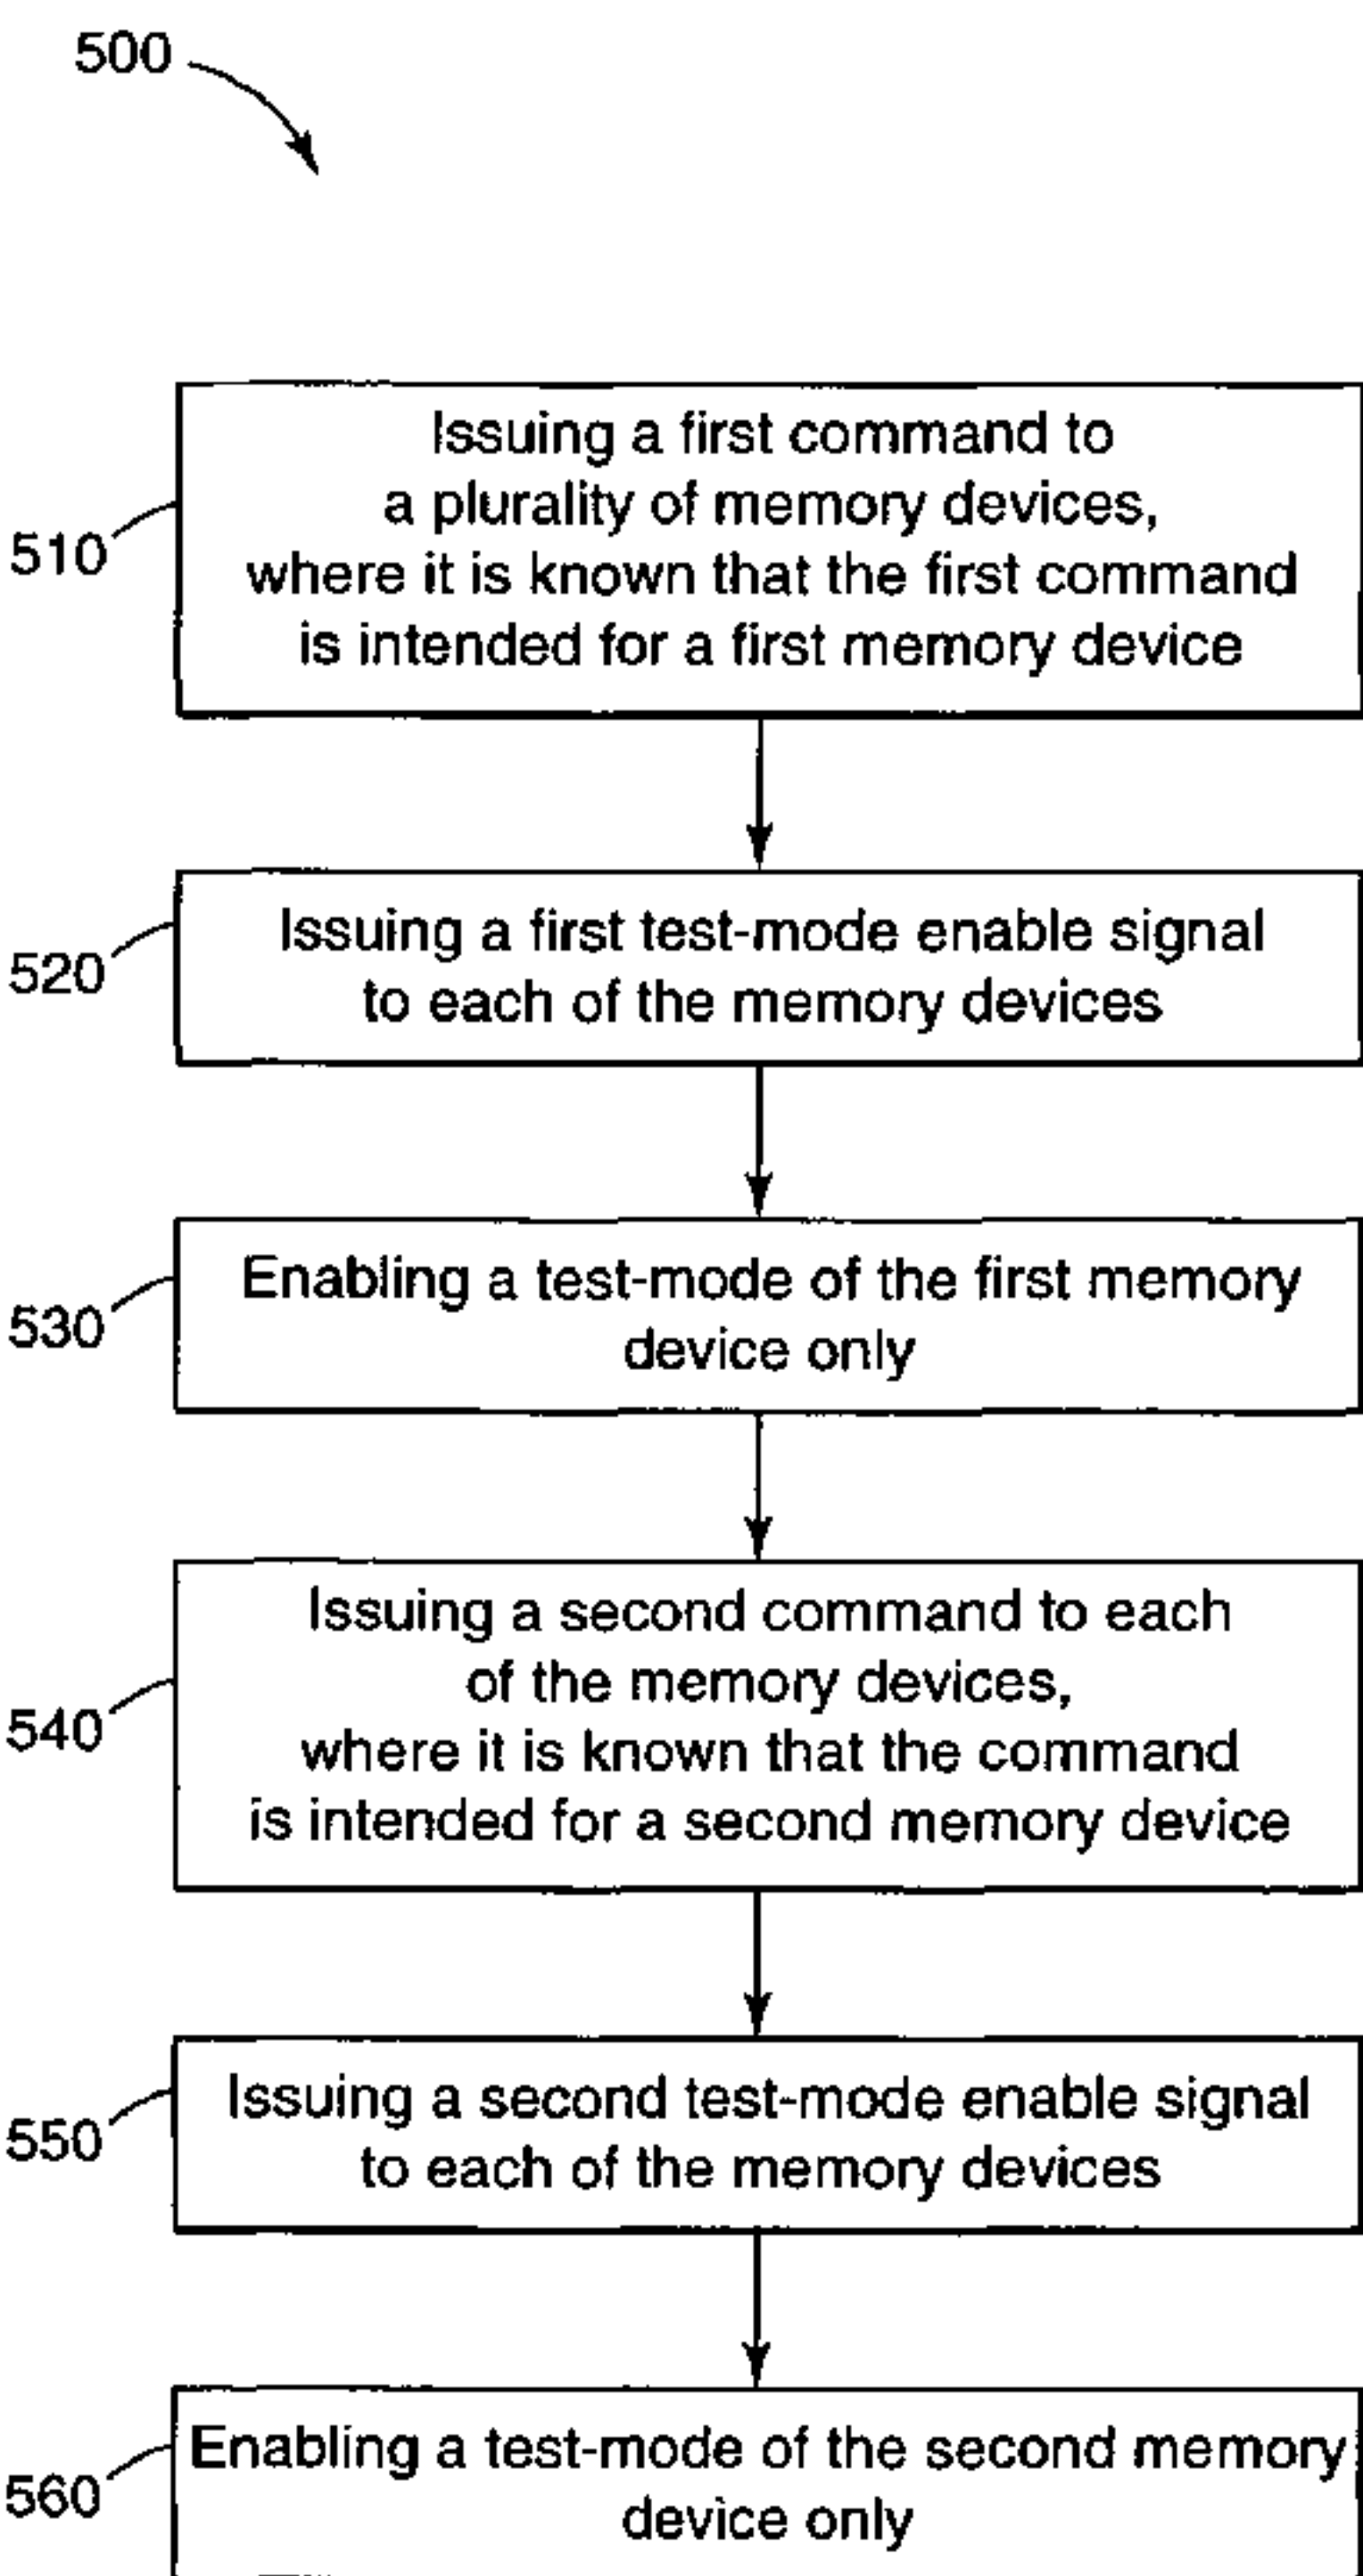 500
510
Issuing a first command to
a plurality of memory devices,
where it is known that the first command
is intended for a first memory device
520
Issuing a first test-mode enable signal
to each of the memory devices
530
Enabling a test-mode of the first memory
device only
540
Issuing a second command to each
of the memory devices,
where it is known that the command
is intended for a second memory device
550
Issuing a second test-mode enable signal
to each of the memory devices
560
Enabling a test-mode of the second memory
device only